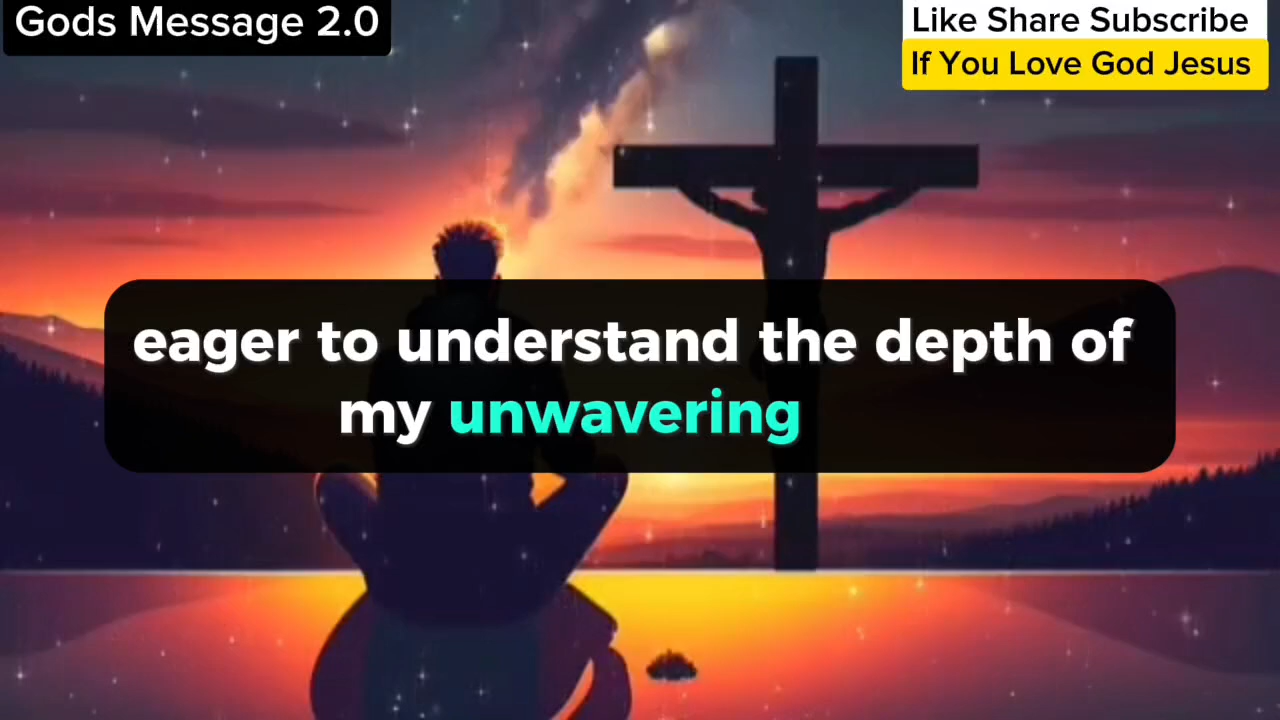 Gods Message 2.0
Like Share Subscribe
If You Love God Jesus
eager to understand the depth of
my unwavering